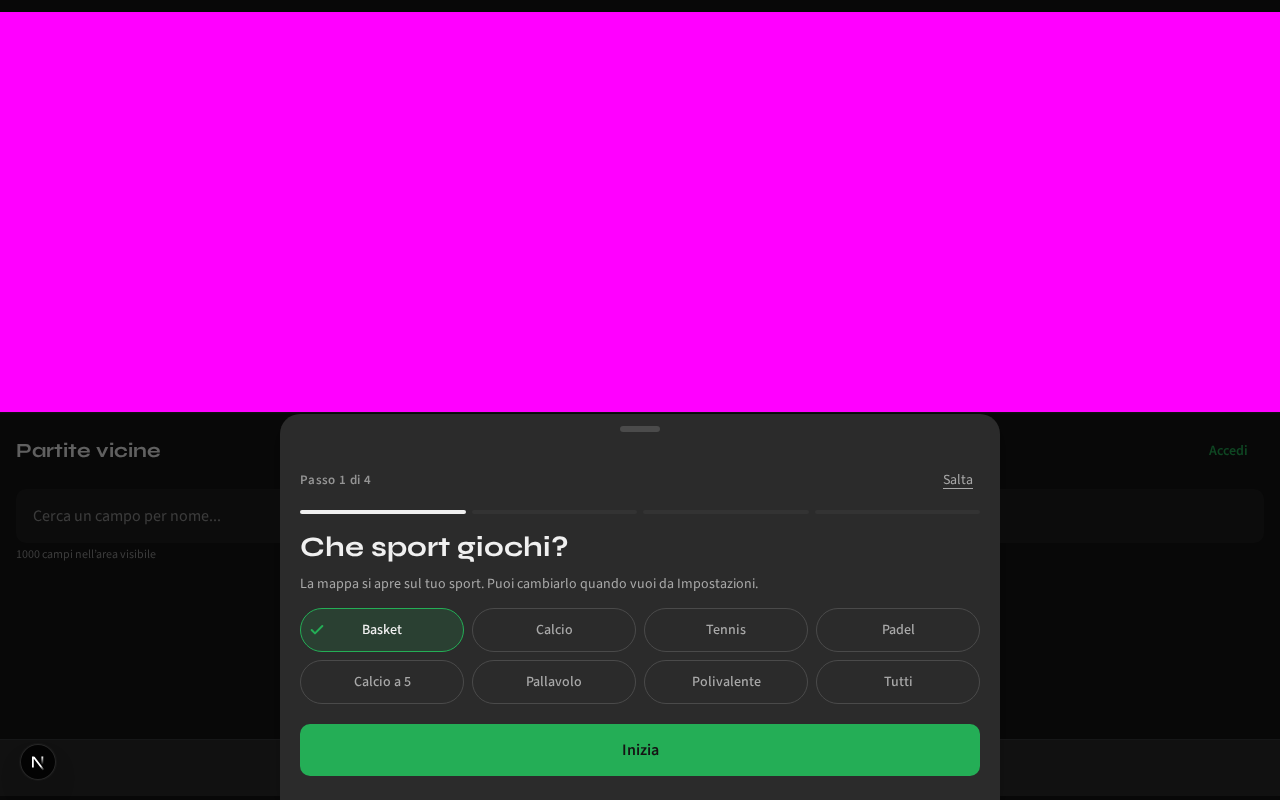 Partite vicine
Accedi
Cerca un campo per nome...
1000 campi nell'area visibile
Passo 1 di 4
Salta
Che sport giochi?
La mappa si apre sul tuo sport. Puoi cambiarlo quando vuoi da Impostazioni.
Basket
Calcio
Tennis
Padel
Calcio a 5
Pallavolo
Polivalente
Tutti
Inizia
N